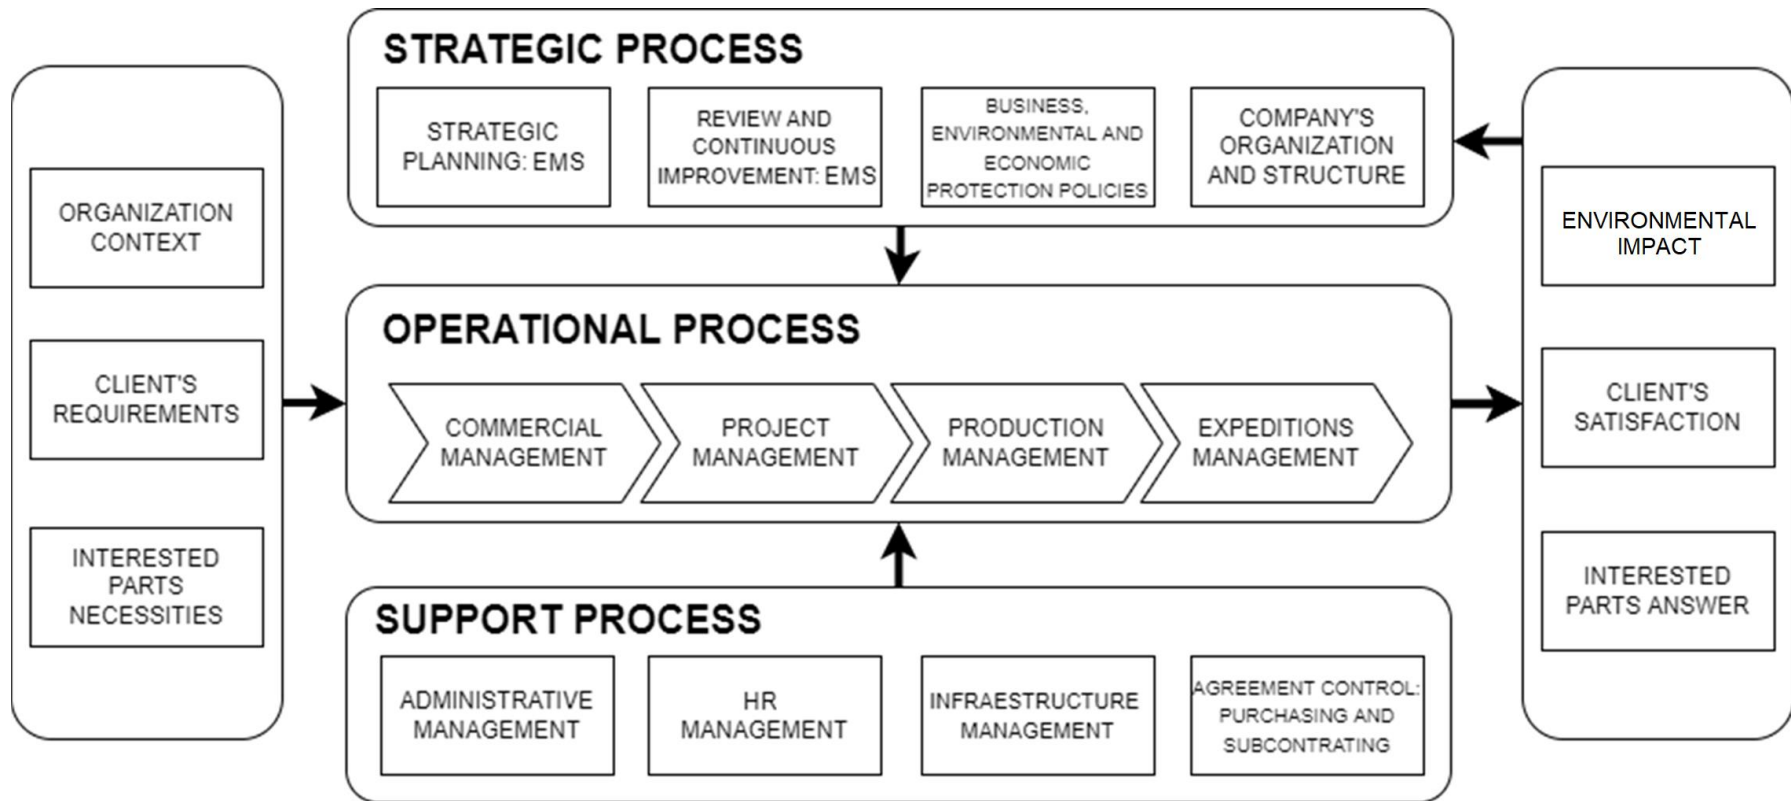 STRATEGIC PROCESS
STRATEGIC
PLANNING: EMS
REVIEW AND
CONTINUOUS
IMPROVEMENT: EMS
BUSINESS,
ENVIRONMENTAL AND
ECONOMIC
PROTECTION POLICIES
COMPANY'S
ORGANIZATION
AND STRUCTURE
ORGANIZATION
CONTEXT
CLIENT'S
REQUIREMENTS
INTERESTED
PARTS
NECESSITIES
OPERATIONAL PROCESS
COMMERCIAL
MANAGEMENT
PROJECT
MANAGEMENT
PRODUCTION
MANAGEMENT
EXPEDITIONS
MANAGEMENT
SUPPORT PROCESS
ADMINISTRATIVE
MANAGEMENT
HR
MANAGEMENT
INFRAESTRUCTURE
MANAGEMENT
AGREEMENT CONTROL:
PURCHASING AND
SUBCONTRATING
ENVIRONMENTAL
IMPACT
CLIENT'S
SATISFACTION
INTERESTED
PARTS ANSWER